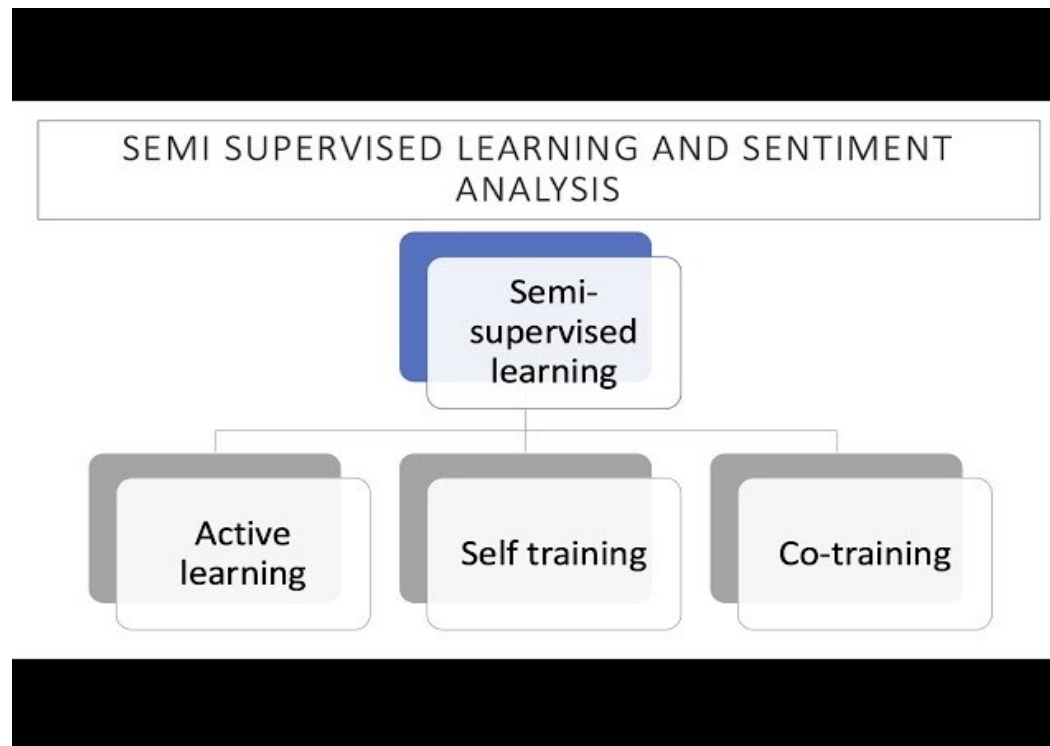 SEMI SUPERVISED LEARNING AND SENTIMENT
ANALYSIS
Semi-
supervised
learning
Active
learning
Self training
Co-training